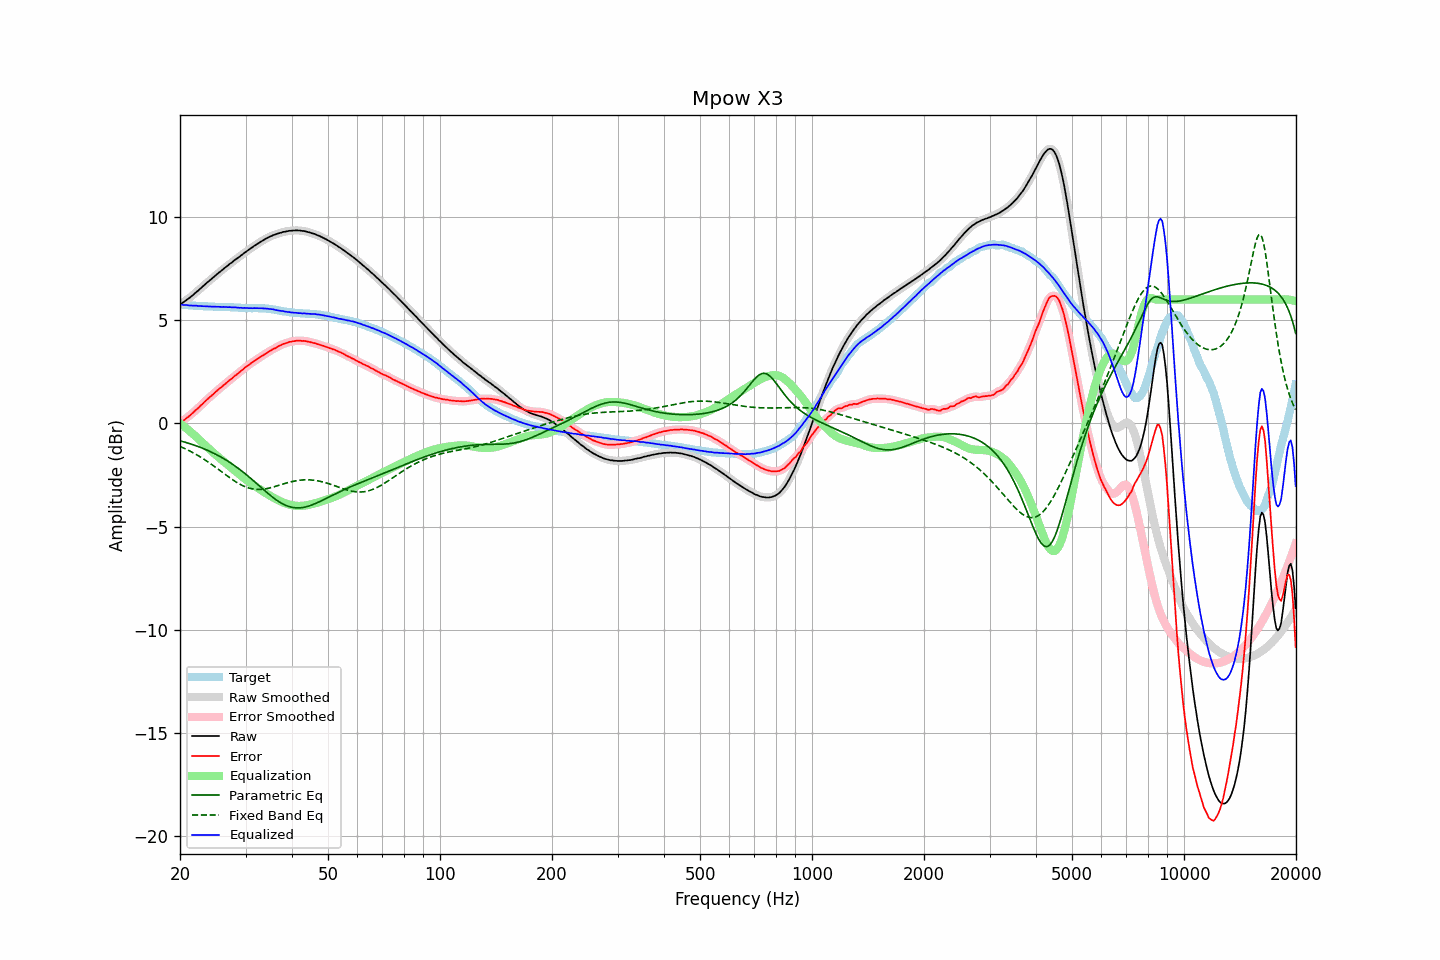 Mpow X3
Amplitude (dBr)
10
5
0
−5
−10
−15
−20
Target
Raw Smoothed
Error Smoothed
Raw
Error
Equalization
Parametric Eq
Fixed Band Eq
Equalized
20 50 100 200 500 1000 2000 5000 10000 20000
Frequency (Hz)